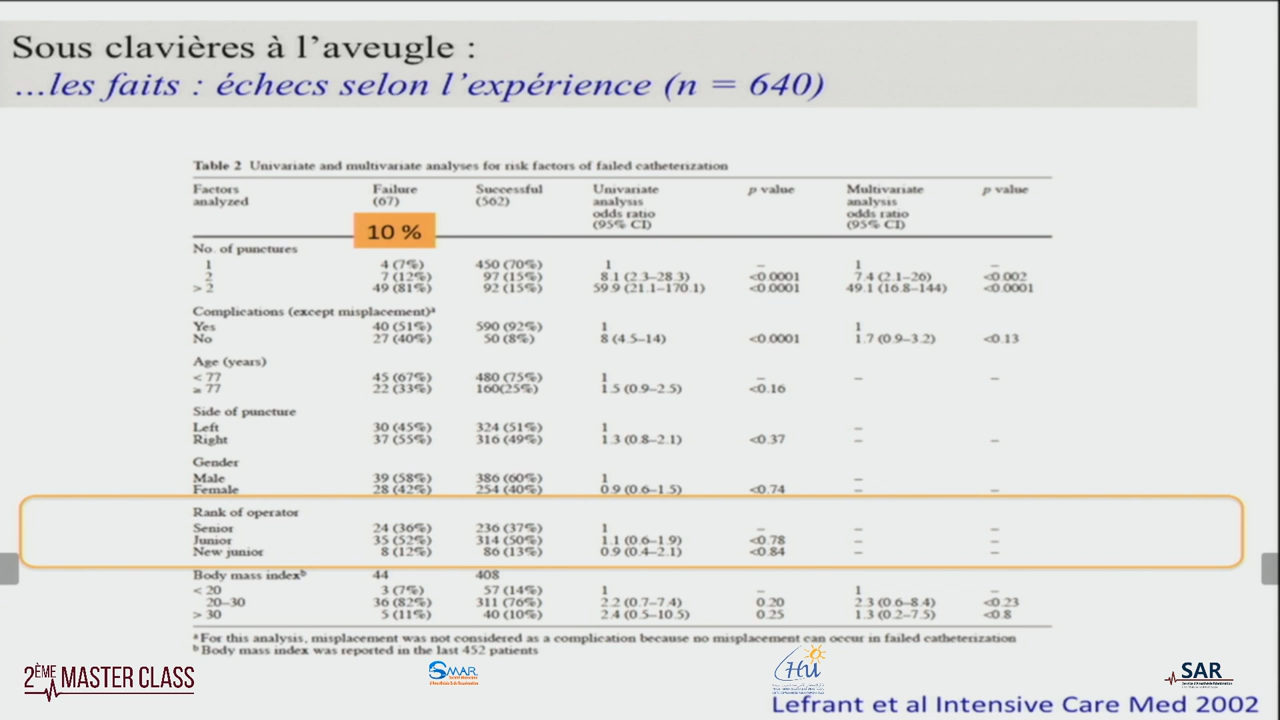 Sous clavières à l'aveugle :
...les faits : échecs selon l'expérience (n = 640)
Table 2 Univariate and multivariate analyses for risk factors of failed catheterization
Factors analyzed Failure (67) Successful (562) Univariate analysis odds ratio (95% CI) p value Multivariate analysis odds ratio (95% CI) p value
10 %
No. of punctures
1 4 (7%) 450 (70%) 1 – 1 –
2 7 (12%) 97 (15%) 8.1 (2.3–28.3) <0.0001 7.4 (2.1–26) <0.002
> 2 49 (81%) 92 (15%) 59.9 (21.1–170.1) <0.0001 49.1 (16.8–144) <0.0001
Complications (except misplacement)ª
Yes 40 (51%) 590 (92%) 1 1
No 27 (40%) 50 (8%) 8 (4.5–14) <0.0001 1.7 (0.9–3.2) <0.13
Age (years)
< 77 45 (67%) 480 (75%) 1 – – –
≥ 77 22 (33%) 160(25%) 1.5 (0.9–2.5) <0.16
Side of puncture
Left 30 (45%) 324 (51%) 1 –
Right 37 (55%) 316 (49%) 1.3 (0.8–2.1) <0.37 – –
Gender
Male 39 (58%) 386 (60%) 1 –
Female 28 (42%) 254 (40%) 0.9 (0.6–1.5) <0.74 – –
Rank of operator
Senior 24 (36%) 236 (37%) 1 – – –
Junior 35 (52%) 314 (50%) 1.1 (0.6–1.9) <0.78 – –
New junior 8 (12%) 86 (13%) 0.9 (0.4–2.1) <0.84 – –
Body mass indexᵇ 44 408
< 20 3 (7%) 57 (14%) 1 – 1 –
20–30 36 (82%) 311 (76%) 2.2 (0.7–7.4) 0.20 2.3 (0.6–8.4) <0.23
> 30 5 (11%) 40 (10%) 2.4 (0.5–10.5) 0.25 1.3 (0.2–7.5) <0.8
ª For this analysis, misplacement was not considered as a complication because no misplacement can occur in failed catheterization
ᵇ Body mass index was reported in the last 452 patients
2ÈME MASTER CLASS
SMAR
CHU
SAR
Lefrant et al Intensive Care Med 2002